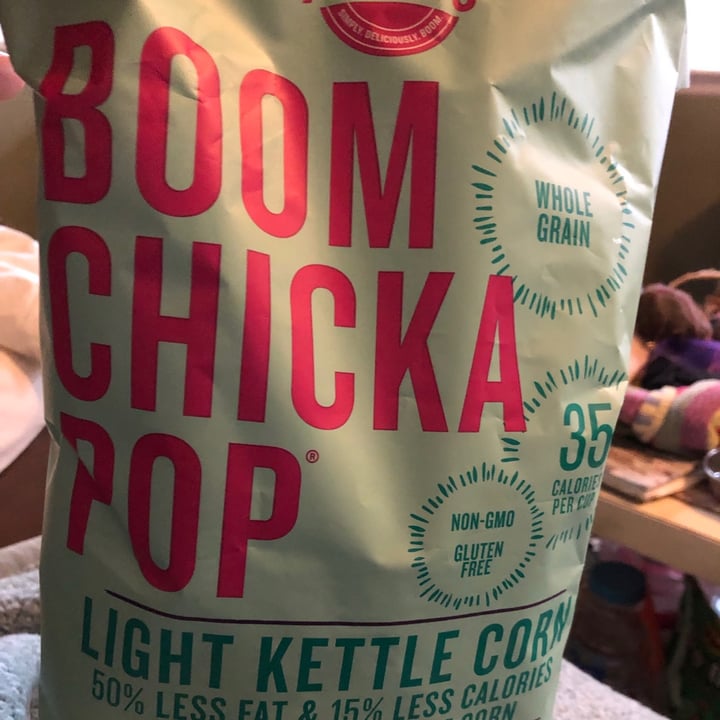 SIMPLY. DELICIOUSLY. BOOM.
BOOM
CHICKA
POP®
WHOLE
GRAIN
35
CALORIES
PER CUP
NON-GMO
GLUTEN
FREE
LIGHT KETTLE CORN
50% LESS FAT & 15% LESS CALORIES
CORN